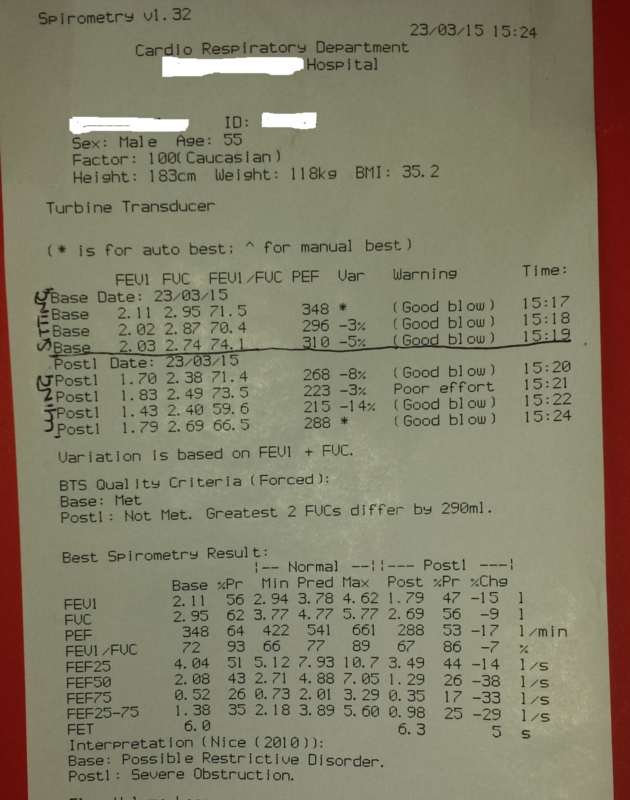 Spirometry v1.32
23/03/15 15:24
Cardio Respiratory Department
Hospital
ID:
Sex: Male Age: 55
Factor: 100(Caucasian)
Height: 183cm Weight: 118kg BMI: 35.2
Turbine Transducer
(* is for auto best; ^ for manual best)
FEV1 FVC FEV1/FVC PEF Var Warning Time:
SITTING
Base Date: 23/03/15
Base 2.11 2.95 71.5 348 * (Good blow) 15:17
Base 2.02 2.87 70.4 296 -3% (Good blow) 15:18
Base 2.03 2.74 74.1 310 -5% (Good blow) 15:19
Post1 Date: 23/03/15
Post1 1.70 2.38 71.4 268 -8% (Good blow) 15:20
Post1 1.83 2.49 73.5 223 -3% Poor effort 15:21
Post1 1.43 2.40 59.6 215 -14% (Good blow) 15:22
Post1 1.79 2.69 66.5 288 * (Good blow) 15:24
Variation is based on FEV1 + FVC.
BTS Quality Criteria (Forced):
Base: Met
Post1: Not Met. Greatest 2 FVCs differ by 290ml.
Best Spirometry Result:
|-- Normal --||--- Post1 ---|
Base %Pr Min Pred Max Post %Pr %Chg
FEV1 2.11 56 2.94 3.78 4.62 1.79 47 -15 l
FVC 2.95 62 3.77 4.77 5.77 2.69 56 -9 l
PEF 348 64 422 541 661 288 53 -17 l/min
FEV1/FVC 72 93 66 77 89 67 86 -7 %
FEF25 4.04 51 5.12 7.93 10.7 3.49 44 -14 l/s
FEF50 2.08 43 2.71 4.88 7.05 1.29 26 -38 l/s
FEF75 0.52 26 0.73 2.01 3.29 0.35 17 -33 l/s
FEF25-75 1.38 35 2.18 3.89 5.60 0.98 25 -29 l/s
FET 6.0 6.3 5 s
Interpretation (Nice (2010)):
Base: Possible Restrictive Disorder.
Post1: Severe Obstruction.